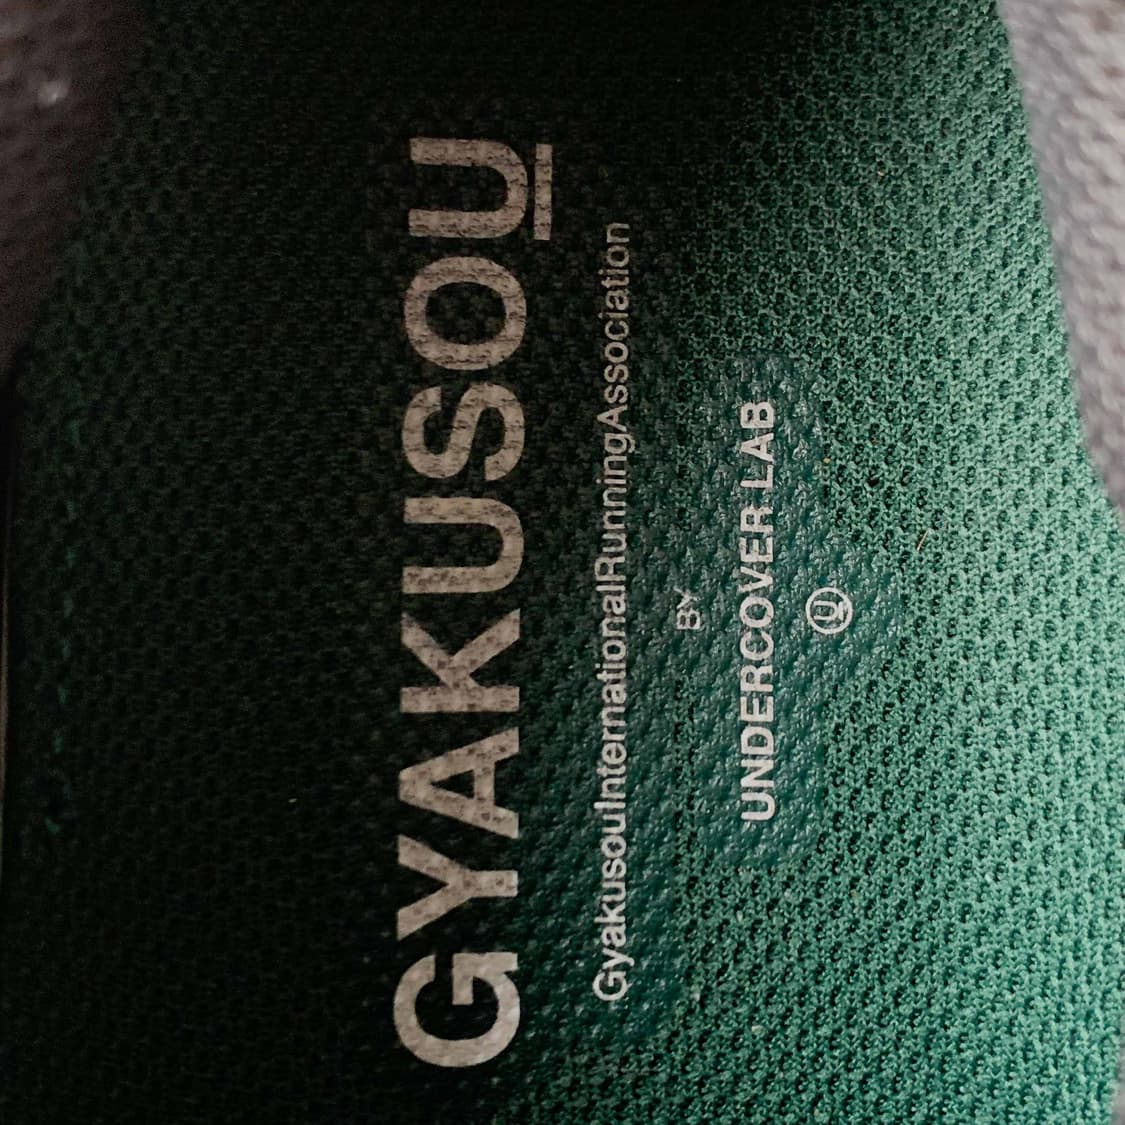 GYAKUSOU
GyakusouInternationalRunningAssociation
BY
UNDERCOVER LAB
U